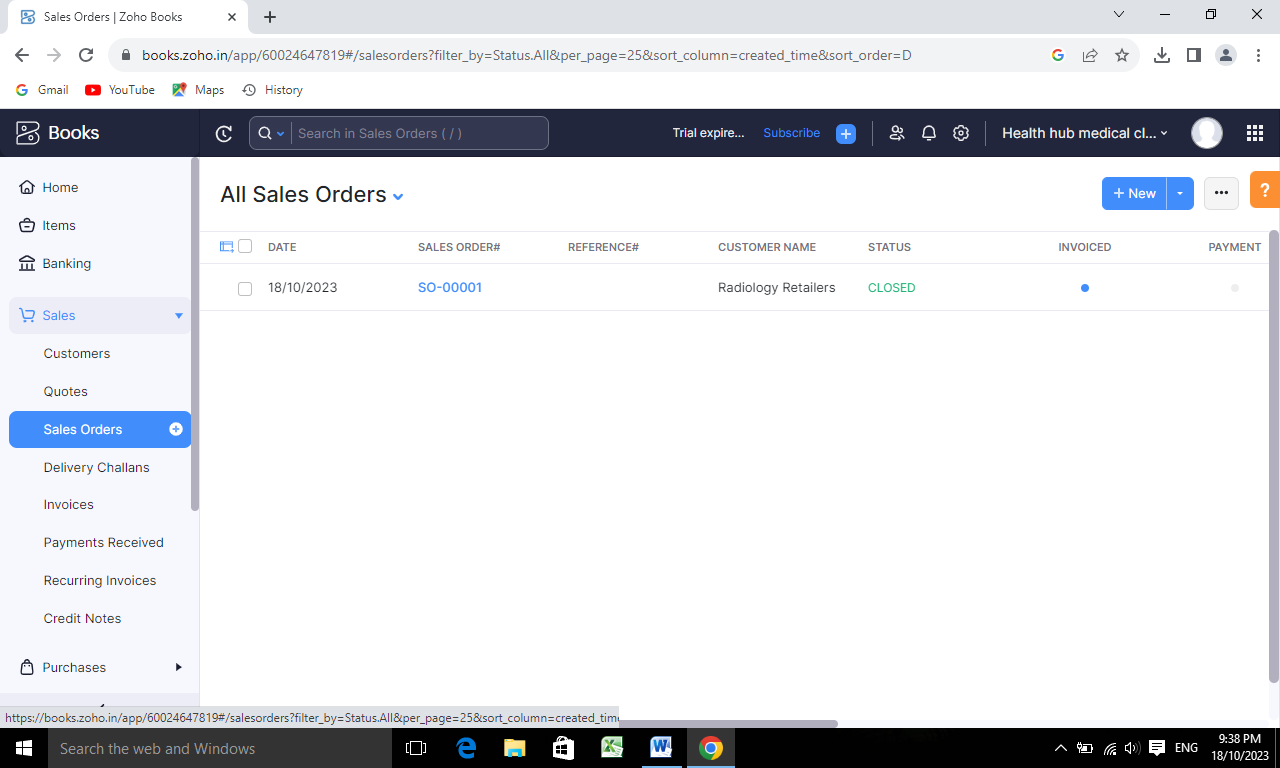 Sales Orders | Zoho Books
books.zoho.in/app/60024647819#/salesorders?filter_by=Status.All&per_page=25&sort_column=created_time&sort_order=D
Gmail YouTube Maps History
Books Search in Sales Orders ( / ) Trial expire... Subscribe Health hub medical cl...
Home
Items
Banking
Sales
Customers
Quotes
Sales Orders
Delivery Challans
Invoices
Payments Received
Recurring Invoices
Credit Notes
Purchases
All Sales Orders
+ New ••• ?
DATE SALES ORDER# REFERENCE# CUSTOMER NAME STATUS INVOICED PAYMENT
18/10/2023 SO-00001 Radiology Retailers CLOSED
https://books.zoho.in/app/60024647819#/salesorders?filter_by=Status.All&per_page=25&sort_column=created_time
Search the web and Windows
ENG
9:38 PM
18/10/2023